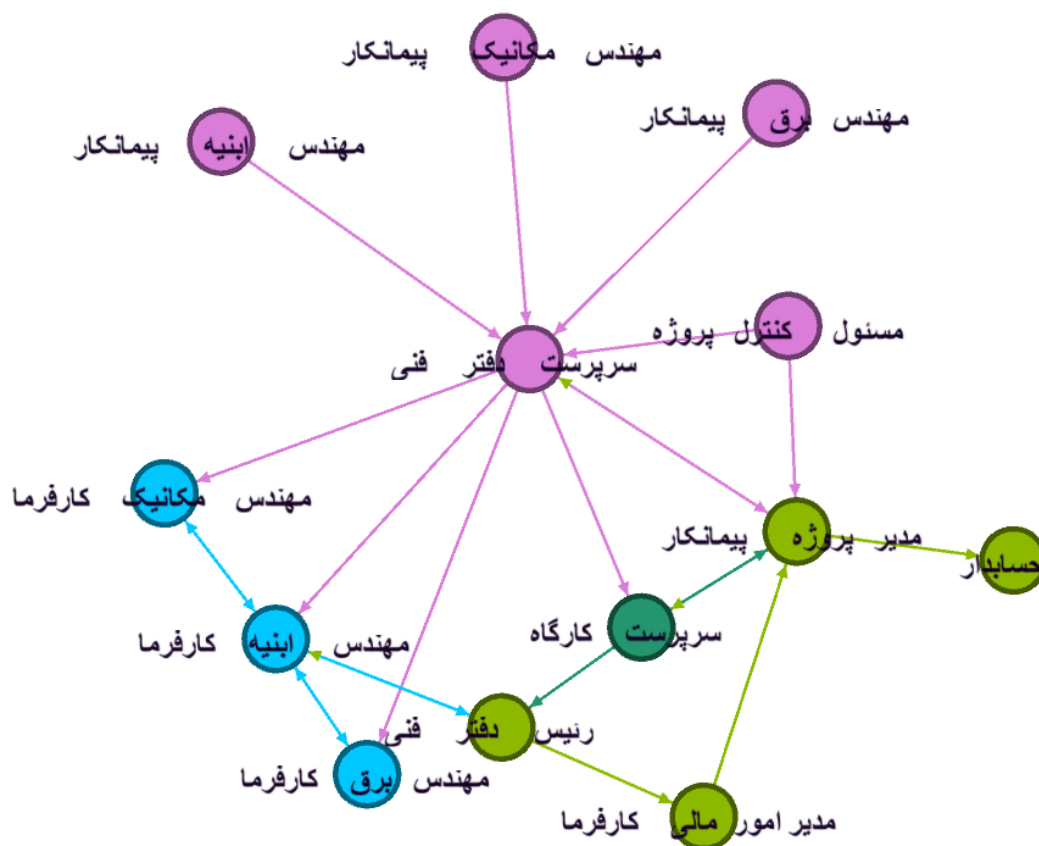 مهندس مکانیک پیمانکار
مهندس برق پیمانکار
مهندس ابنیه پیمانکار
مسئول کنترل پروژه
سرپرست دفتر فنی
مهندس مکانیک کارفرما
مدیر پروژه پیمانکار
حسابدار
سرپرست کارگاه
مهندس ابنیه کارفرما
رئیس دفتر فنی
مهندس برق کارفرما
مدیر امور مالی کارفرما